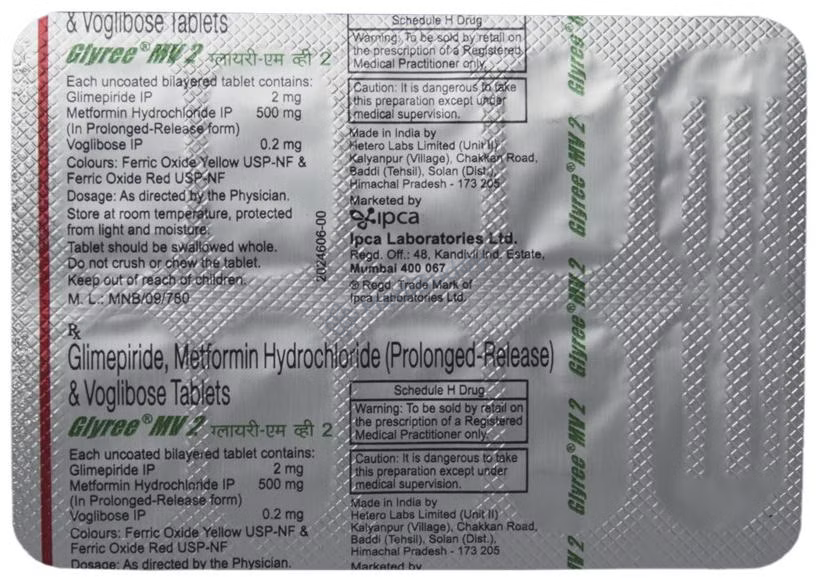 & Voglibose Tablets
Glyree® MV 2 ग्लायरी-एम व्ही 2
Each uncoated bilayered tablet contains:
Glimepiride IP 2 mg
Metformin Hydrochloride IP 500 mg
(In Prolonged-Release form)
Voglibose IP 0.2 mg
Colours: Ferric Oxide Yellow USP-NF &
Ferric Oxide Red USP-NF
Dosage: As directed by the Physician.
Store at room temperature, protected
from light and moisture.
Tablet should be swallowed whole.
Do not crush or chew the tablet.
Keep out of reach of children.
M. L.: MNB/09/780
2024606-00
Schedule H Drug
Warning: To be sold by retail on
the prescription of a Registered
Medical Practitioner only.
Caution: It is dangerous to take
this preparation except under
medical supervision.
Made in India by
Hetero Labs Limited (Unit II)
Kalyanpur (Village), Chakkan Road,
Baddi (Tehsil), Solan (Dist.),
Himachal Pradesh - 173 205
Marketed by
ipca
Ipca Laboratories Ltd.
Regd. Off.: 48, Kandivli Ind. Estate,
Mumbai 400 067
® Regd. Trade Mark of
Ipca Laboratories Ltd.
Rx
Glimepiride, Metformin Hydrochloride (Prolonged-Release)
& Voglibose Tablets
Glyree® MV 2 ग्लायरी-एम व्ही 2
Each uncoated bilayered tablet contains:
Glimepiride IP 2 mg
Metformin Hydrochloride IP 500 mg
(In Prolonged-Release form)
Voglibose IP 0.2 mg
Colours: Ferric Oxide Yellow USP-NF &
Ferric Oxide Red USP-NF
Dosage: As directed by the Physician.
Schedule H Drug
Warning: To be sold by retail on
the prescription of a Registered
Medical Practitioner only.
Caution: It is dangerous to take
this preparation except under
medical supervision.
Made in India by
Hetero Labs Limited (Unit II)
Kalyanpur (Village), Chakkan Road,
Baddi (Tehsil), Solan (Dist.),
Himachal Pradesh - 173 205
Marketed by
Glyree®
Glyree® MV 2
Glyree® MV 2
Glyree® MV 2
V 2